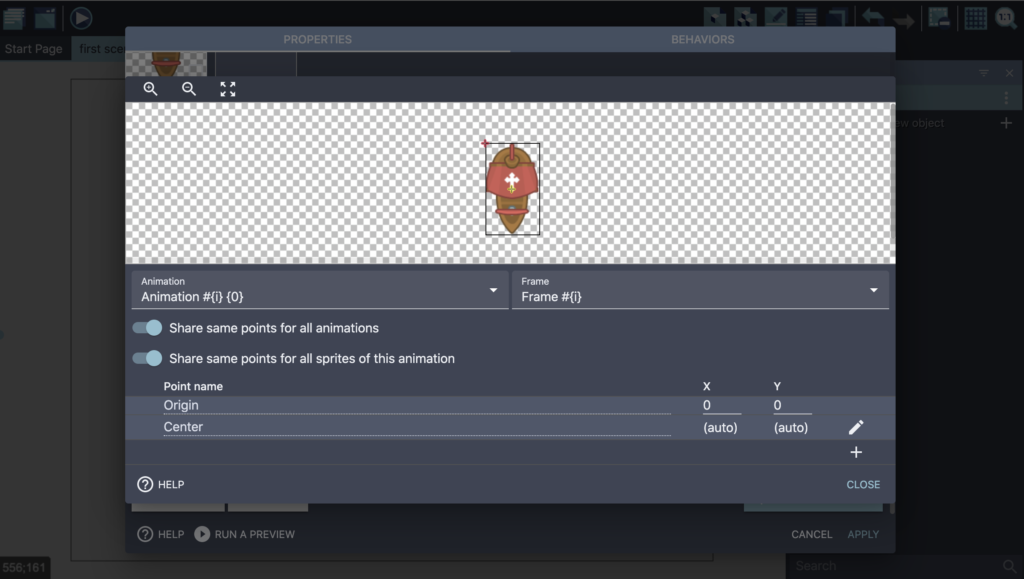 PROPERTIES
BEHAVIORS
Start Page
first sce
ew object
Animation
Animation #{i} {0}
Frame
Frame #{i}
Share same points for all animations
Share same points for all sprites of this animation
Point name X Y
Origin 0 0
Center (auto) (auto)
HELP
CLOSE
HELP
RUN A PREVIEW
CANCEL
APPLY
556;161
Search
1:1